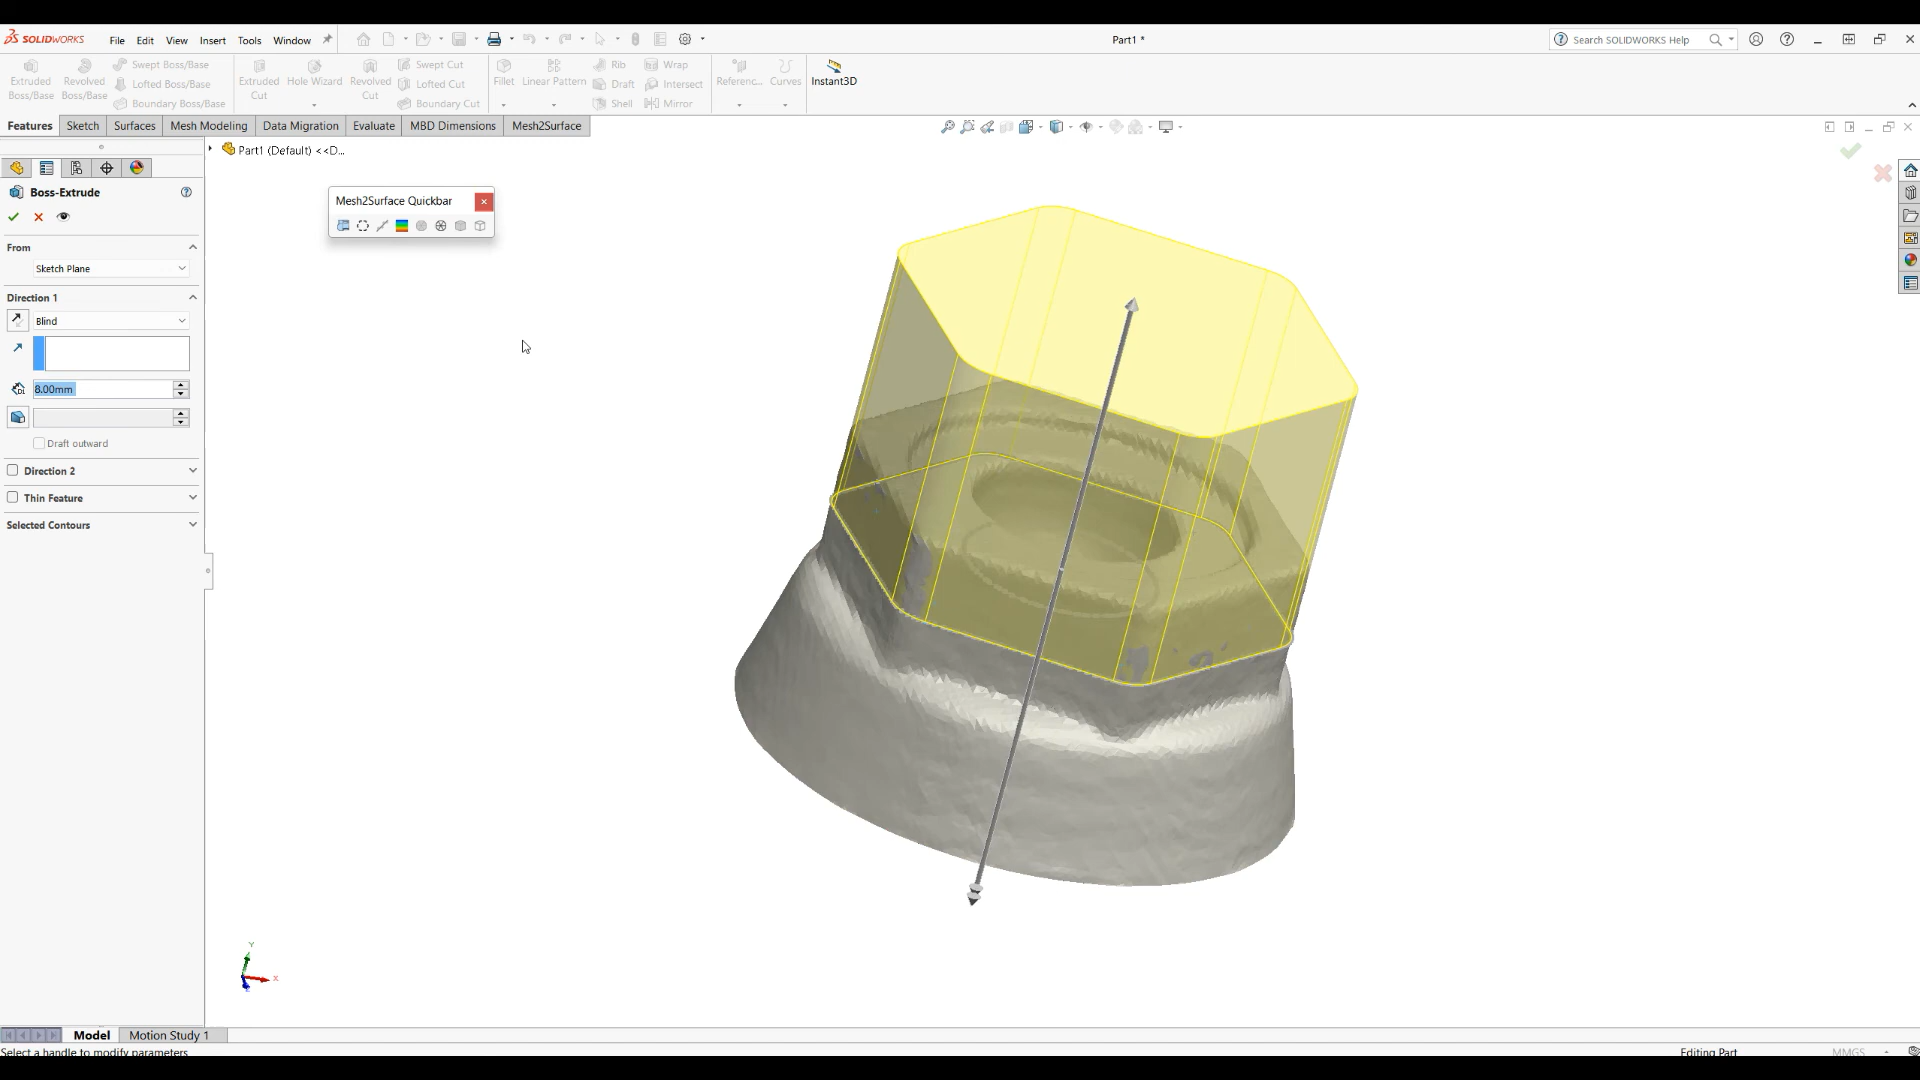 SOLIDWORKS File Edit View Insert Tools Window Part1 * Search SOLIDWORKS Help
Extruded Boss/Base Revolved Boss/Base Swept Boss/Base Lofted Boss/Base Boundary Boss/Base Extruded Cut Hole Wizard Revolved Cut Swept Cut Lofted Cut Boundary Cut Fillet Linear Pattern Rib Draft Shell Wrap Intersect Mirror Referenc... Curves Instant3D
Features Sketch Surfaces Mesh Modeling Data Migration Evaluate MBD Dimensions Mesh2Surface
Part1 (Default) <<D...
Boss-Extrude
Mesh2Surface Quickbar
From
Sketch Plane
Direction 1
Blind
8.00mm
Draft outward
Direction 2
Thin Feature
Selected Contours
Y
X
Model Motion Study 1
Select a handle to modify parameters Editing Part MMGS